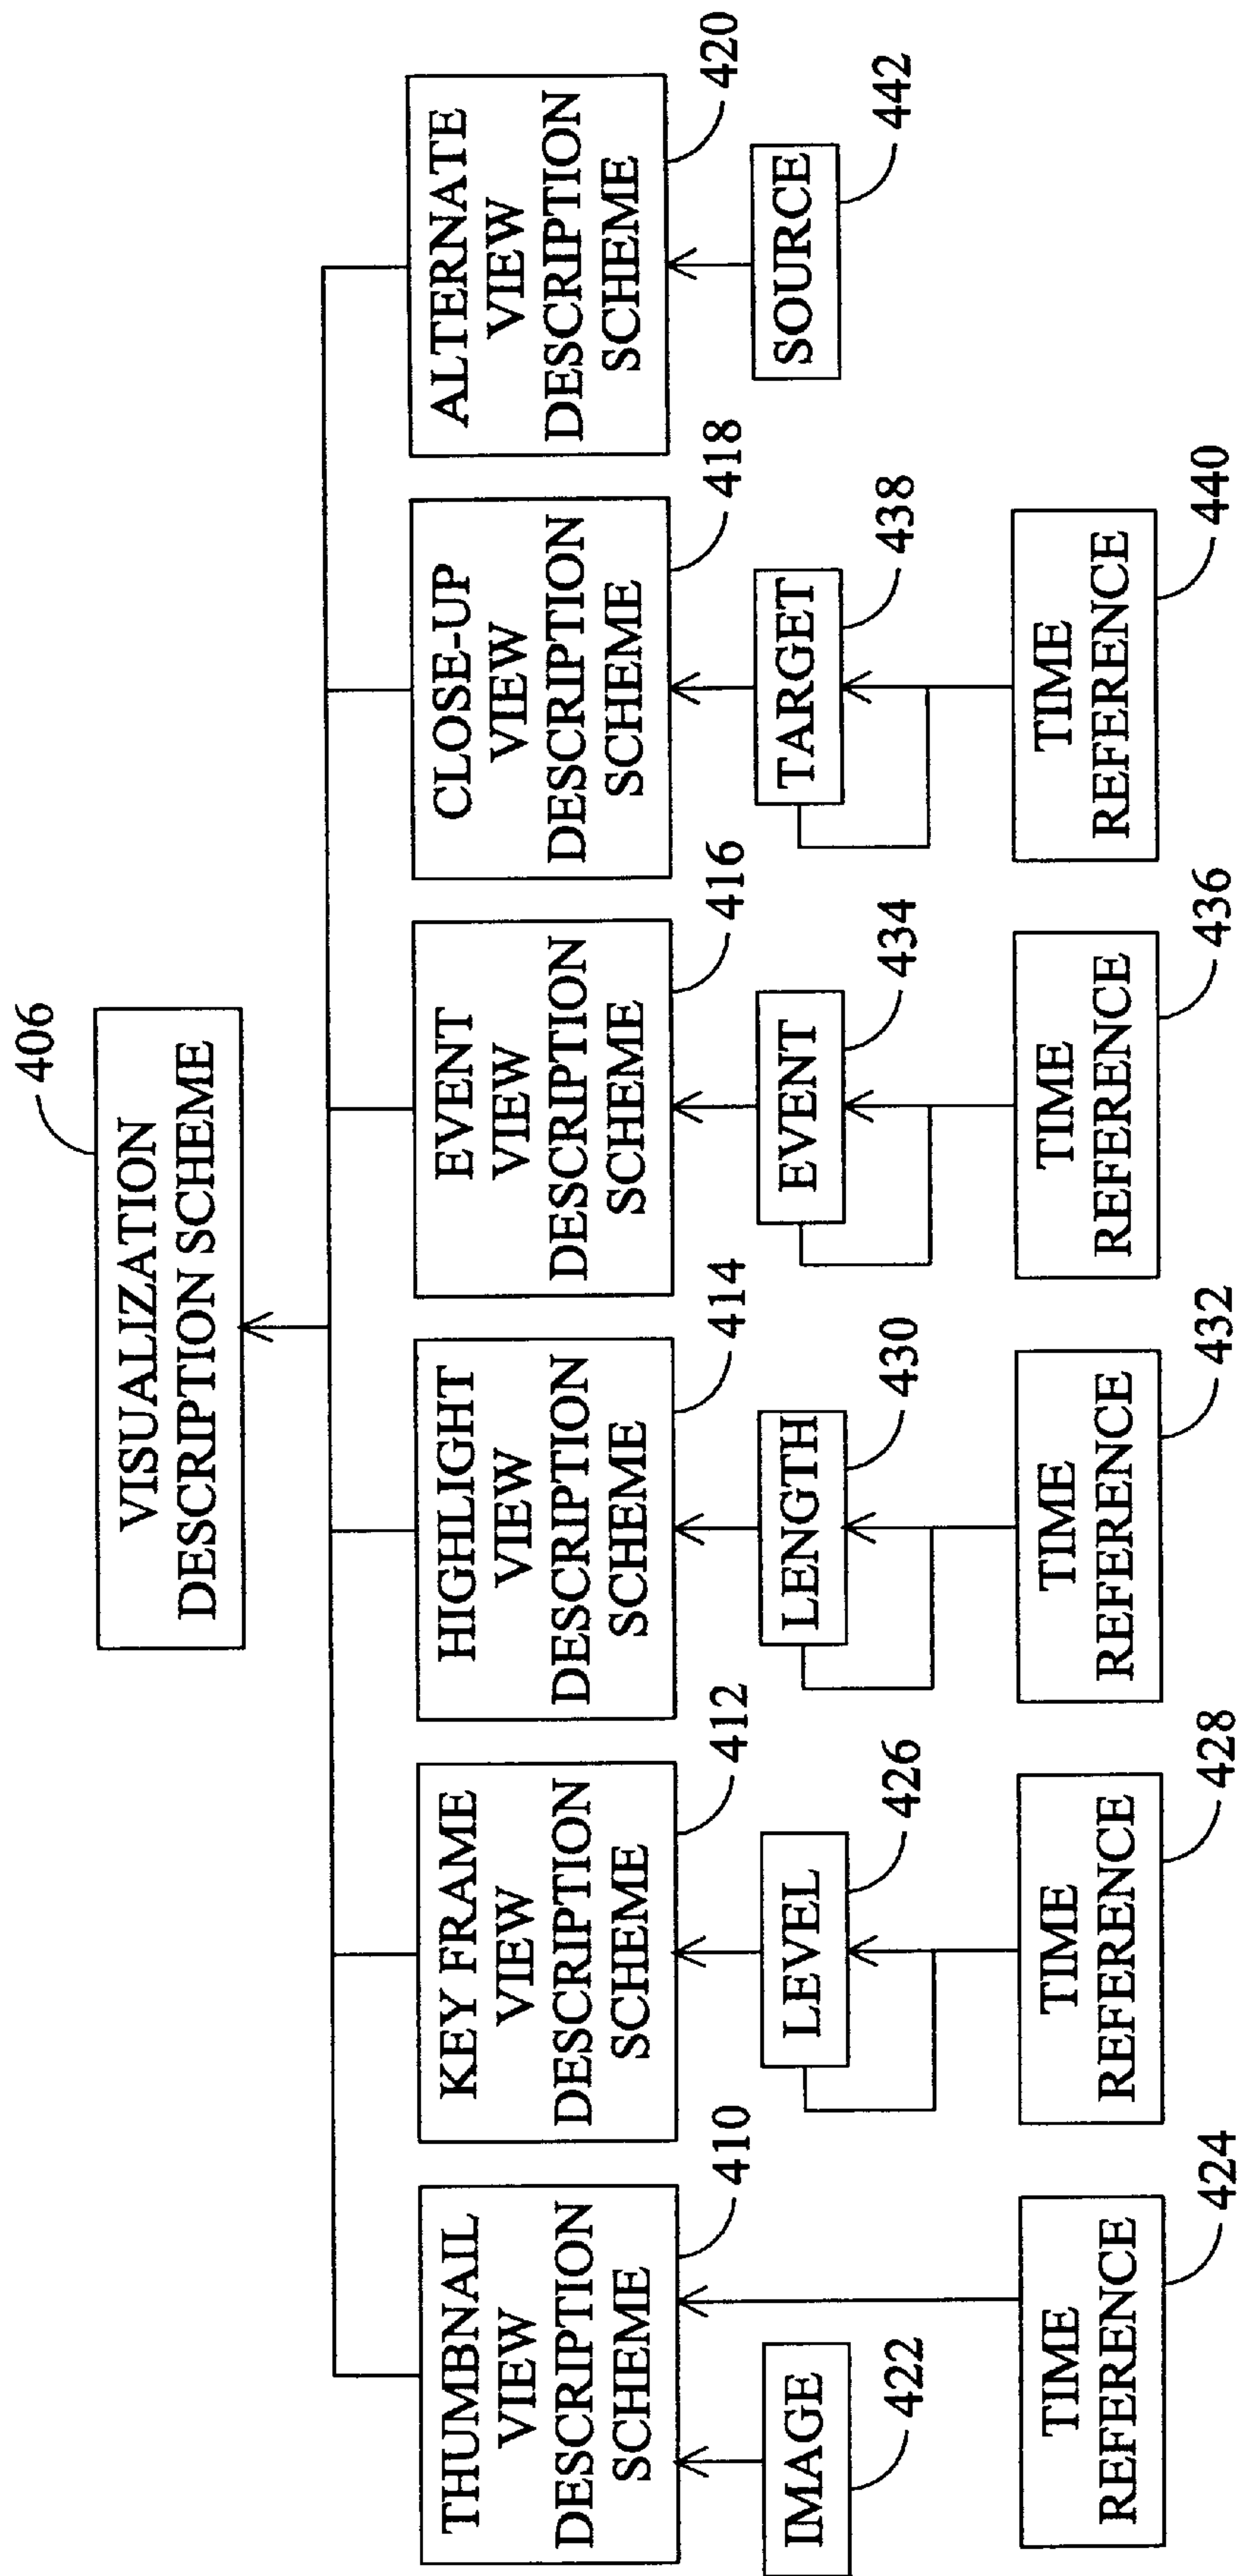 406
VISUALIZATION
DESCRIPTION SCHEME
THUMBNAIL
VIEW
DESCRIPTION
SCHEME
410
KEY FRAME
VIEW
DESCRIPTION
SCHEME
412
HIGHLIGHT
VIEW
DESCRIPTION
SCHEME
414
EVENT
VIEW
DESCRIPTION
SCHEME
416
CLOSE-UP
VIEW
DESCRIPTION
SCHEME
418
ALTERNATE
VIEW
DESCRIPTION
SCHEME
420
IMAGE
422
LEVEL
426
LENGTH
430
EVENT
434
TARGET
438
SOURCE
442
TIME
REFERENCE
424
TIME
REFERENCE
428
TIME
REFERENCE
432
TIME
REFERENCE
436
TIME
REFERENCE
440